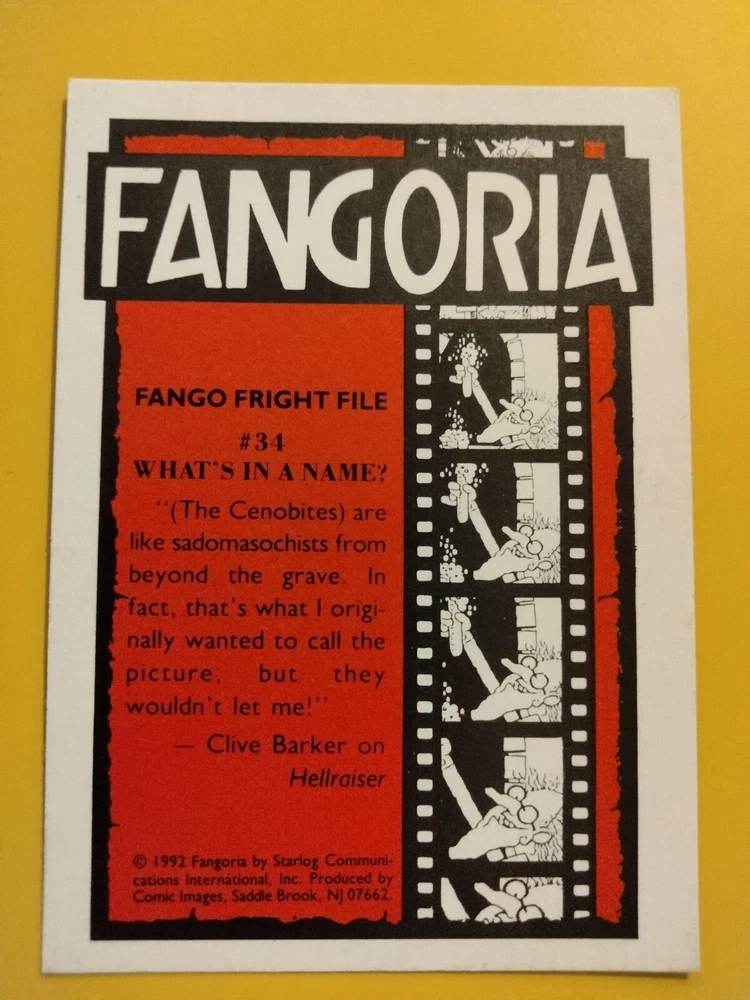 FANGORIA
FANGO FRIGHT FILE
#34
WHAT'S IN A NAME?
"(The Cenobites) are
like sadomasochists from
beyond the grave. In
fact, that's what I origi-
nally wanted to call the
picture, but they
wouldn't let me!"
— Clive Barker on
Hellraiser
© 1992 Fangoria by Starlog Communi-
cations International, Inc. Produced by
Comic Images, Saddle Brook, NJ 07662.